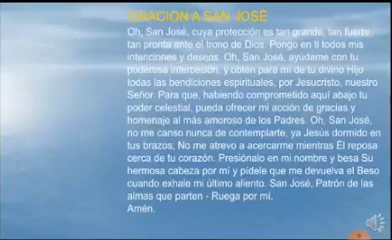 ORACION A SAN JOSÉ
Oh, San José, cuya protección es tan grande, tan fuerte,
tan pronta ante el trono de Dios. Pongo en ti todos mis
intenciones y deseos. Oh, San José, ayúdame con tu
poderosa intercesión, y obtén para mí de tu divino Hijo
todas las bendiciones espirituales, por Jesucristo, nuestro
Señor. Para que, habiendo comprometido aquí abajo tu
poder celestial, pueda ofrecer mi acción de gracias y
homenaje al más amoroso de los Padres. Oh, San José,
no me canso nunca de contemplarte, ya Jesús dormido en
tus brazos; No me atrevo a acercarme mientras Él reposa
cerca de tu corazón. Presiónalo en mi nombre y besa Su
hermosa cabeza por mí y pídele que me devuelva el Beso
cuando exhale mi último aliento. San José, Patrón de las
almas que parten - Ruega por mí.
Amén.